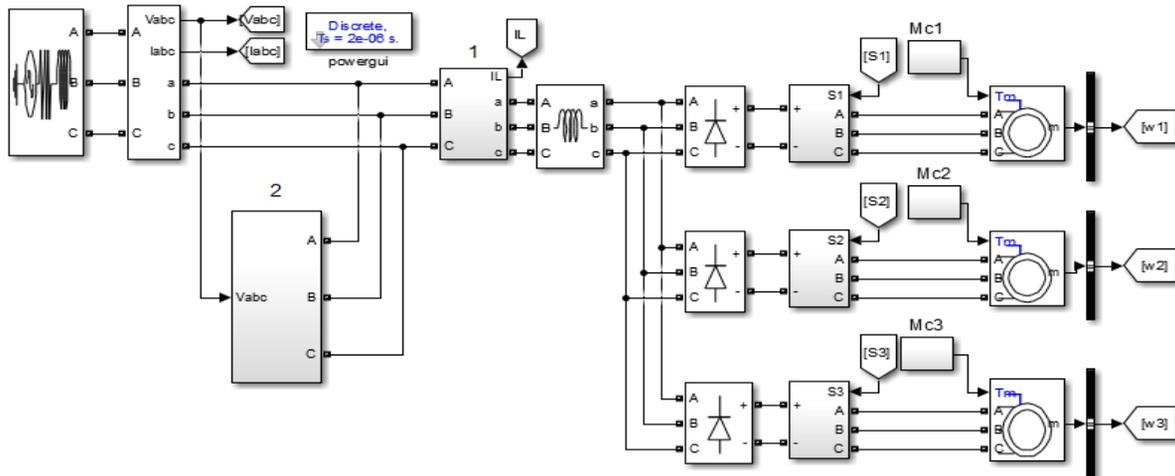 A
B
C
A
B
C
Vabc
Iabc
a
b
c
[Vabc]
[Iabc]
Discrete,
Ts = 2e-06 s.
powergui
1
IL
A
B
C
IL
a
b
c
A
B
C
a
b
c
2
Vabc
A
B
C
A
B
C
+
-
+
-
S1
A
B
C
[S1]
Mc1
Tm
A
B
C
m
[w1]
A
B
C
+
-
+
-
S2
A
B
C
[S2]
Mc2
Tm
A
B
C
m
[w2]
A
B
C
+
-
+
-
S3
A
B
C
[S3]
Mc3
Tm
A
B
C
m
[w3]